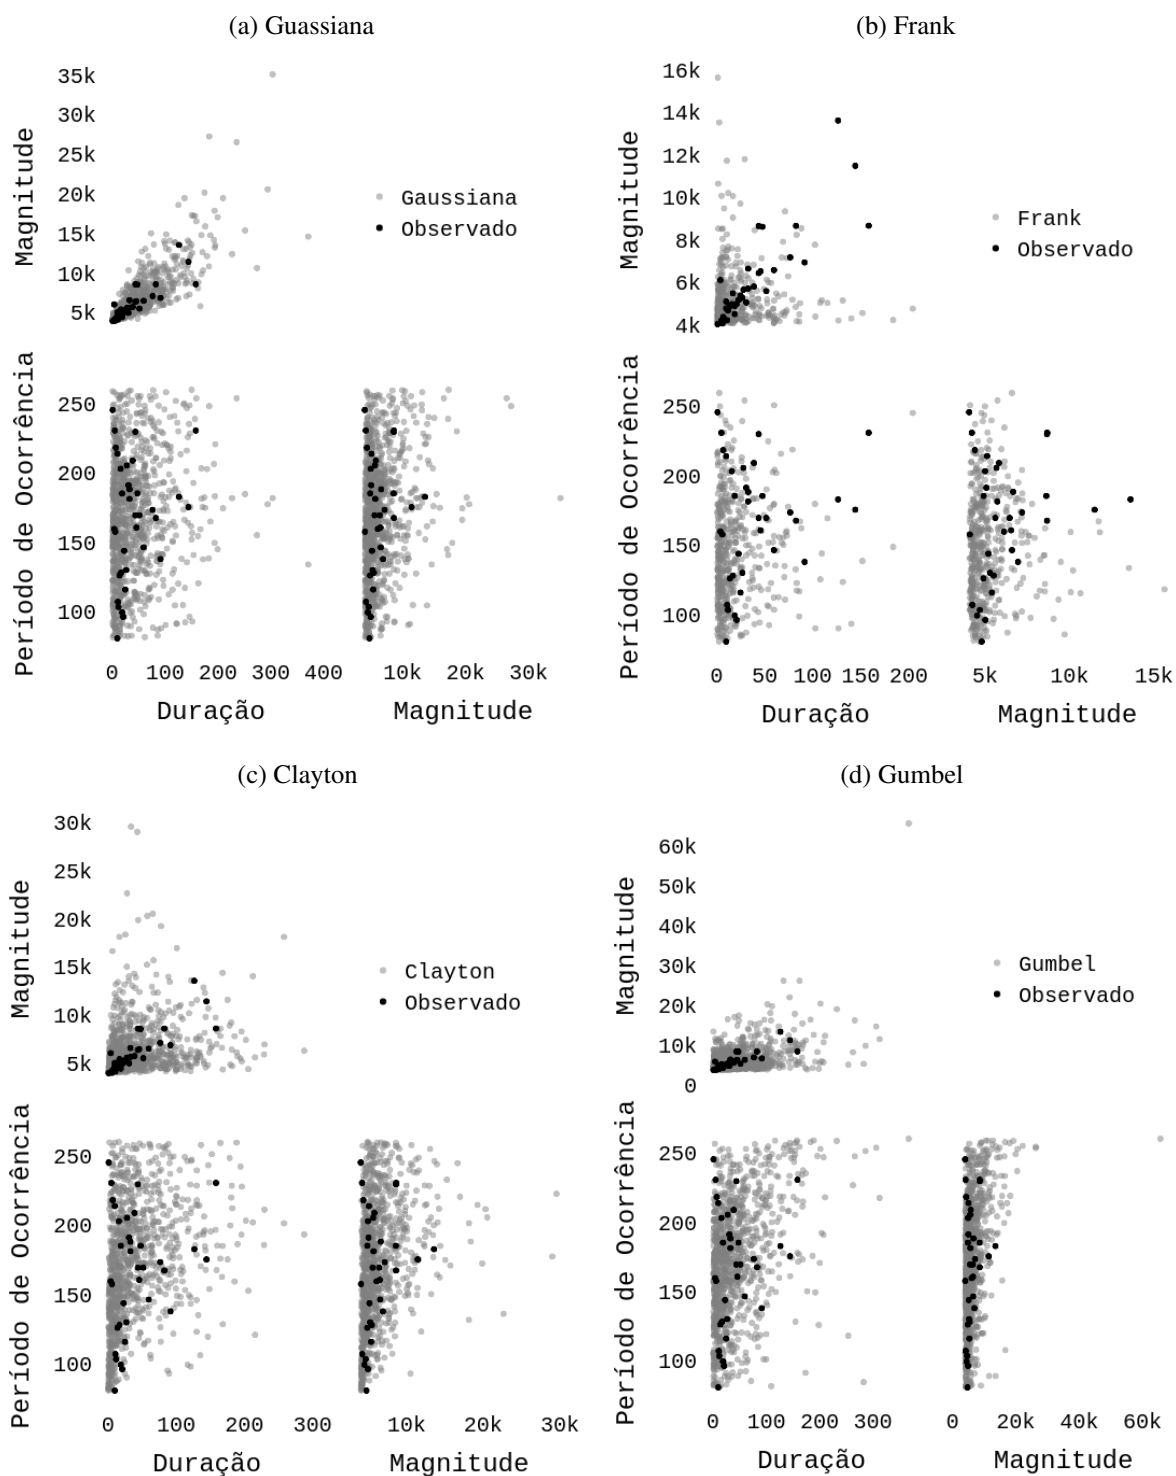 (a) Guassiana
35k
30k
25k
20k
15k
10k
5k
Magnitude
Gaussiana
Observado
250
200
150
100
Período de Ocorrência
0 100 200 300 400
10k 20k 30k
Duração
Magnitude
(b) Frank
16k
14k
12k
10k
8k
6k
4k
Magnitude
Frank
Observado
250
200
150
100
Período de Ocorrência
0 50 100 150 200
5k 10k 15k
Duração
Magnitude
(c) Clayton
30k
25k
20k
15k
10k
5k
Magnitude
Clayton
Observado
250
200
150
100
Período de Ocorrência
0 100 200 300
10k 20k 30k
Duração
Magnitude
(d) Gumbel
60k
50k
40k
30k
20k
10k
0
Magnitude
Gumbel
Observado
250
200
150
100
Período de Ocorrência
0 100 200 300
0 20k 40k 60k
Duração
Magnitude